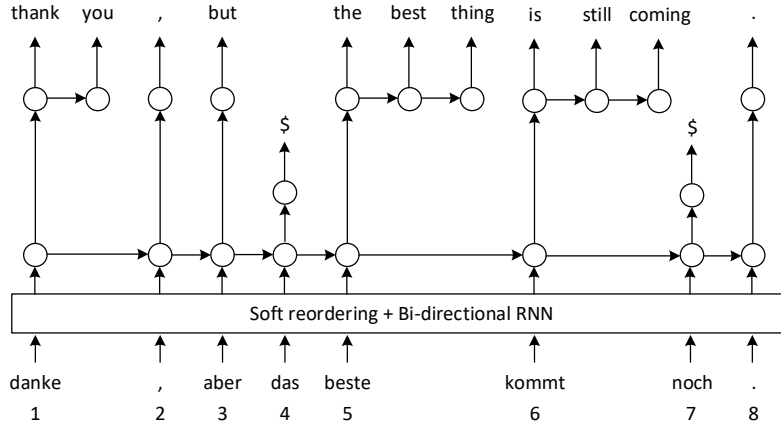 thank you , but the best thing is still coming .
$ $
Soft reordering + Bi-directional RNN
danke , aber das beste kommt noch .
1 2 3 4 5 6 7 8